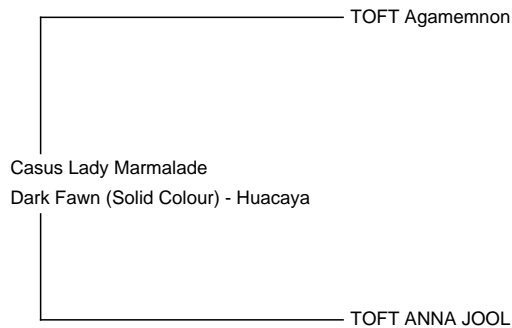 TOFT Agamemnon
Casus Lady Marmalade
Dark Fawn (Solid Colour) - Huacaya
TOFT ANNA JOOL